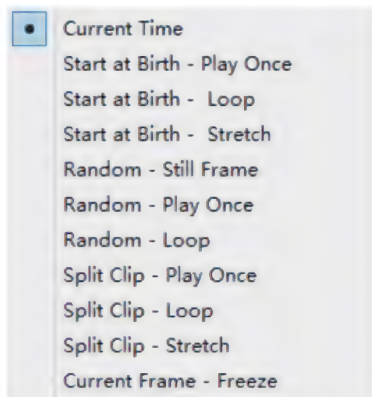 Current Time
Start at Birth - Play Once
Start at Birth -  Loop
Start at Birth -  Stretch
Random - Still Frame
Random - Play Once
Random - Loop
Split Clip - Play Once
Split Clip - Loop
Split Clip - Stretch
Current Frame - Freeze